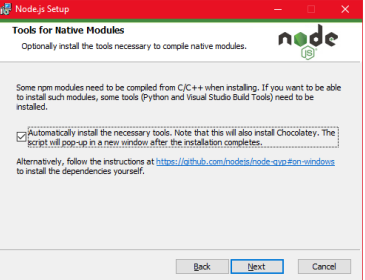 Node.js Setup
Tools for Native Modules
Optionally install the tools necessary to compile native modules.
node
JS
Some npm modules need to be compiled from C/C++ when installing. If you want to be able
to install such modules, some tools (Python and Visual Studio Build Tools) need to be
installed.
Automatically install the necessary tools. Note that this will also install Chocolatey. The
script will pop-up in a new window after the installation completes.
Alternatively, follow the instructions at https://github.com/nodejs/node-gyp#on-windows
to install the dependencies yourself.
Back Next Cancel